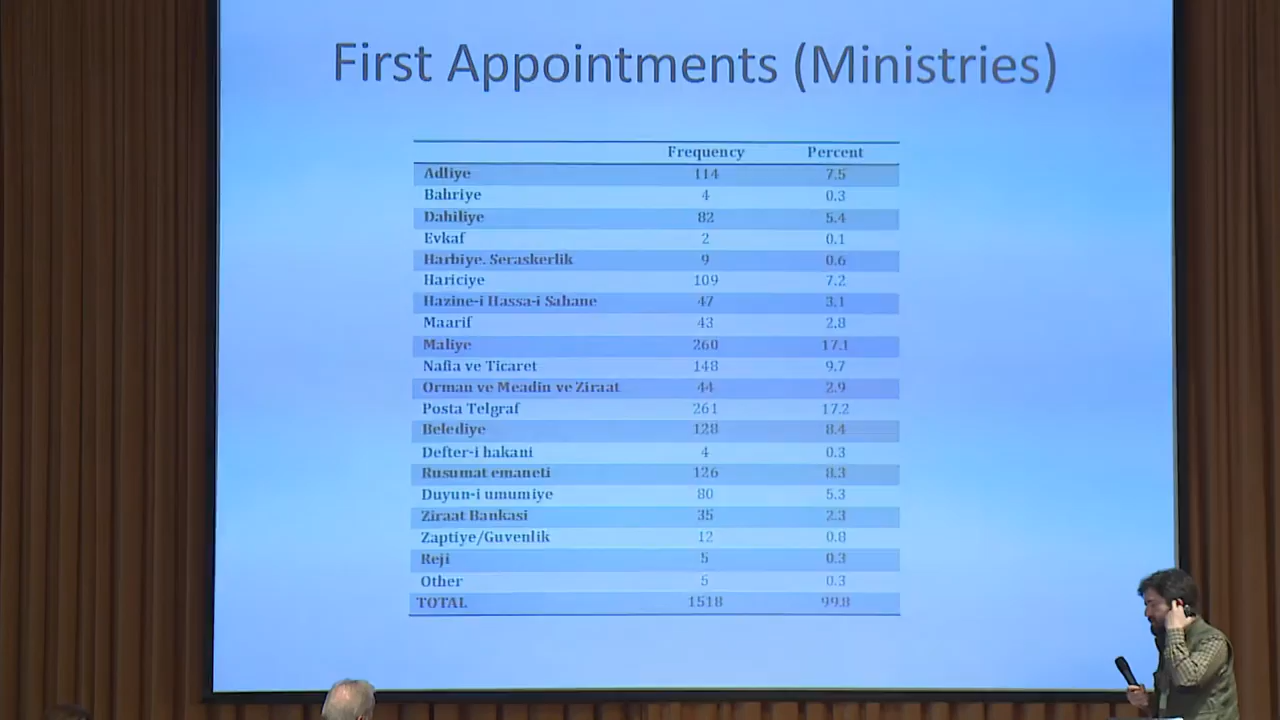 First Appointments (Ministries)
Frequency Percent
Adliye 114 7.5
Bahriye 4 0.3
Dahiliye 82 5.4
Evkaf 2 0.1
Harbiye. Seraskerlik 9 0.6
Hariciye 109 7.2
Hazine-i Hassa-i Sahane 47 3.1
Maarif 43 2.8
Maliye 260 17.1
Nafia ve Ticaret 148 9.7
Orman ve Meadin ve Ziraat 44 2.9
Posta Telgraf 261 17.2
Belediye 128 8.4
Defter-i hakani 4 0.3
Rusumat emaneti 126 8.3
Duyun-i umumiye 80 5.3
Ziraat Bankasi 35 2.3
Zaptiye/Guvenlik 12 0.8
Reji 5 0.3
Other 5 0.3
TOTAL 1518 99.8